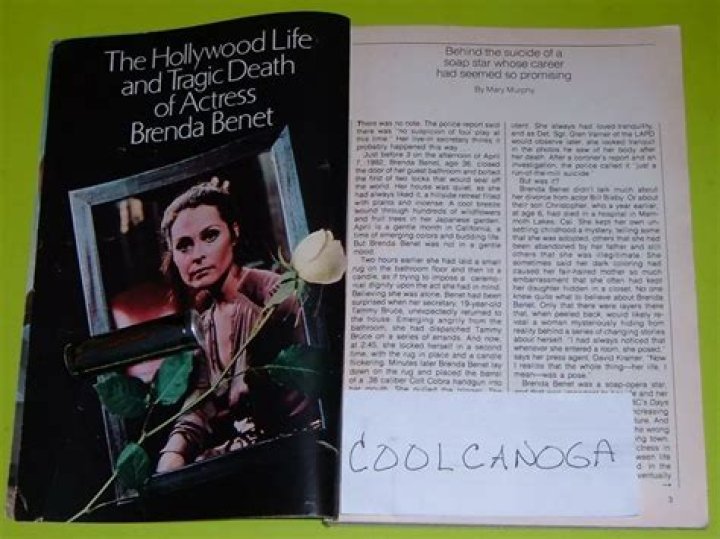 The Hollywood Life
and Tragic Death
of Actress
Brenda Benet
Behind the suicide of a
soap star whose career
had seemed so promising
By Mary Murphy
There was no note. The police report said
there was "no suspicion of foul play at
this time." Her live-in secretary thinks it
probably happened this way.
Just before 3 on the afternoon of April
7, 1982, Brenda Benet, age 36, closed
the door of her guest bathroom and bolted
the first of two locks that would seal off
the world. Her house was quiet, as she
had always liked it, a hillside retreat filled
with plants and incense. A cool breeze
wound through hundreds of wildflowers
and fruit trees in her Japanese garden.
April is a gentle month in California, a
time of emerging colors and budding life.
But Brenda Benet was not in a gentle
mood.
Two hours earlier she had laid a small
rug on the bathroom floor and then lit a
candle, as if trying to impose a ceremo-
nial dignity upon the act she had in mind.
Believing she was alone, Benet had been
surprised when her secretary, 19-year-old
Tammy Bruce, unexpectedly returned to
the house. Emerging angrily from the
bathroom, she had dispatched Tammy
Bruce on a series of errands. And now,
at 2:45, she locked herself in a second
time, with the rug in place and a candle
flickering. Minutes later Brenda Benet lay
down on the rug and placed the barrel
of a .38 caliber Colt Cobra handgun into
her mouth. She pulled the trigger. The
olent. She always had loved tranquility,
and as Det. Sgt. Glen Varner of the LAPD
would observe later, she looked tranquil
in the photos he saw of her body after
her death. After a coroner's report and an
investigation, the police called it "just a
run-of-the-mill suicide."
But was it?
Brenda Benet didn't talk much about
her divorce from actor Bill Bixby. Or about
their son Christopher, who a year earlier,
at age 6, had died in a hospital in Mam-
moth Lakes, Cal. She kept her own un-
settling childhood a mystery, telling some
that she was adopted, others that she had
been abandoned by her father and still
others that she was illegitimate. She
sometimes said her dark coloring had
caused her fair-haired mother so much
embarrassment that she often had kept
her daughter hidden in a closet. No one
knew quite what to believe about Brenda
Benet. Only that there were layers there
that, when peeled back, would likely re-
veal a woman mysteriously hiding from
reality behind a series of changing stories
about herself. "I had always noticed that
whenever she entered a room, she posed,"
says her press agent, David Kramer. "Now
I realize that the whole thing—her life, I
mean—was a pose."
Brenda Benet was a soap-opera star,
fe and her
BC's Days
ncreasing
ture. And
he wrong
ing town.
ctress in
ween life
d. in the
ventually
COOLCANOGA
3